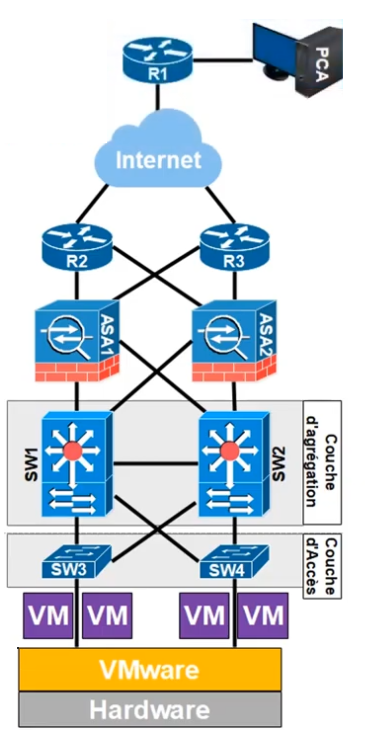 R1
PCA
Internet
R2
R3
ASA1
ASA2
SW1
SW2
Couche
d'agrégation
SW3
SW4
Couche
d'Accès
VM
VM
VM
VM
VMware
Hardware